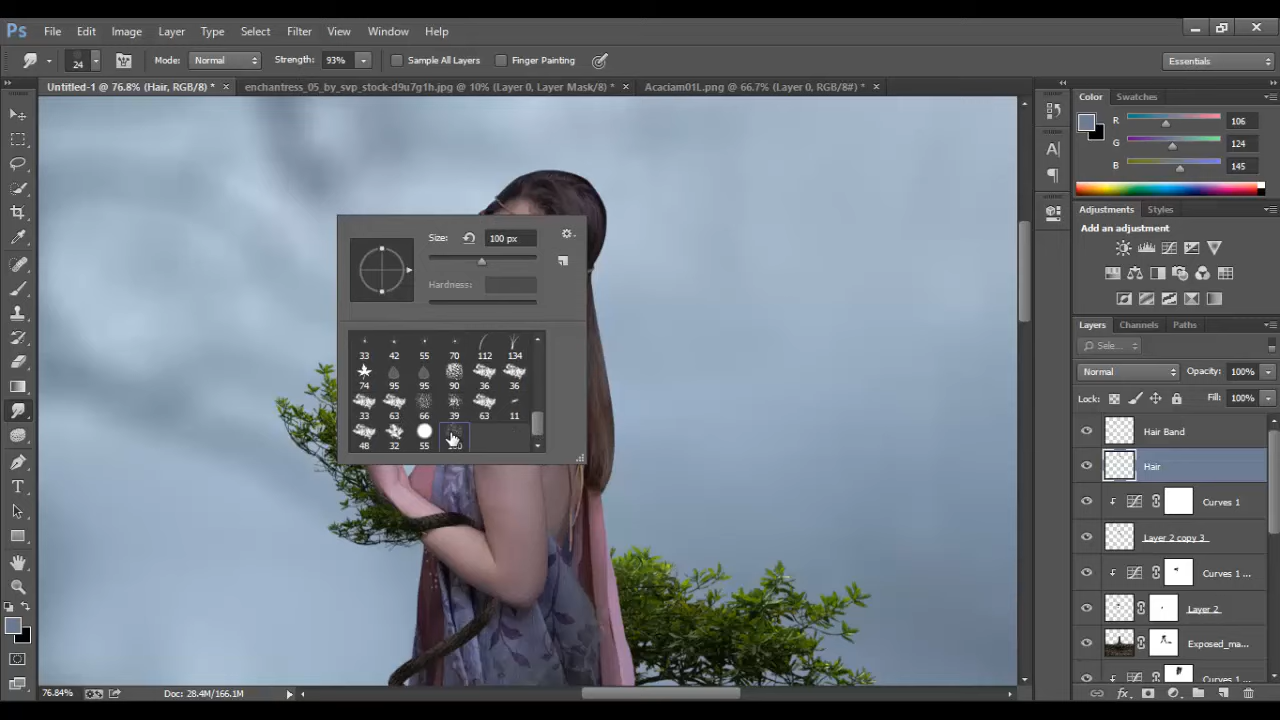 Ps File Edit Image Layer Type Select Filter View Window Help
24 Mode: Normal Strength: 93% Sample All Layers Finger Painting Essentials
Untitled-1 @ 76.8% (Hair, RGB/8) * × enchantress_05_by_svp_stock-d9u7g1h.jpg @ 10% (Layer 0, Layer Mask/8) * × Acaciam01L.png @ 66.7% (Layer 0, RGB/8#) * ×
Color Swatches
R 106
G 124
B 145
Adjustments Styles
Add an adjustment
Size: 100 px
Hardness:
33 42 55 70 112 134
74 95 95 90 36 36
33 63 66 39 63 11
48 32 55
Layers Channels Paths
Sele...
Normal Opacity: 100%
Lock: Fill: 100%
Hair Band
Hair
Curves 1
Layer 2 copy 3
Curves 1 ...
Layer 2
Exposed_ma...
Curves 1 ...
76.84% Doc: 28.4M/166.1M
fx